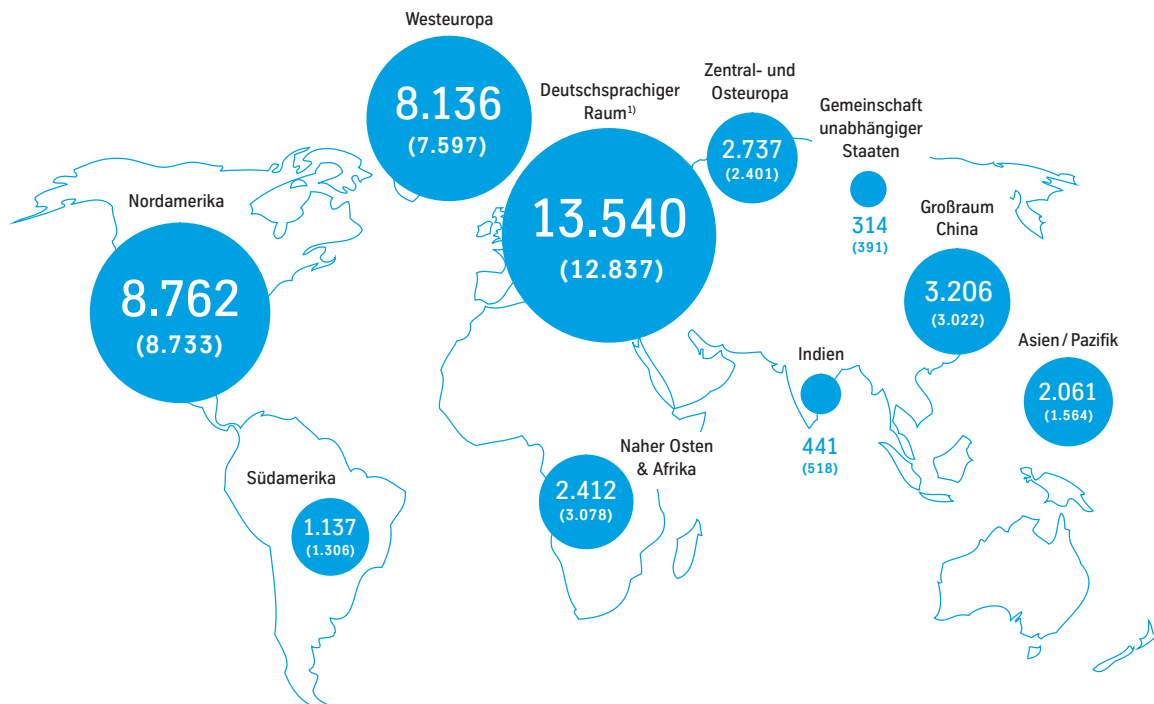 Westeuropa
8.136
(7.597)
Deutschsprachiger
Raum¹⁾
13.540
(12.837)
Zentral- und
Osteuropa
2.737
(2.401)
Gemeinschaft
unabhängiger
Staaten
314
(391)
Nordamerika
8.762
(8.733)
Großraum
China
3.206
(3.022)
Indien
441
(518)
Asien / Pazifik
2.061
(1.564)
Naher Osten
& Afrika
2.412
(3.078)
Südamerika
1.137
(1.306)